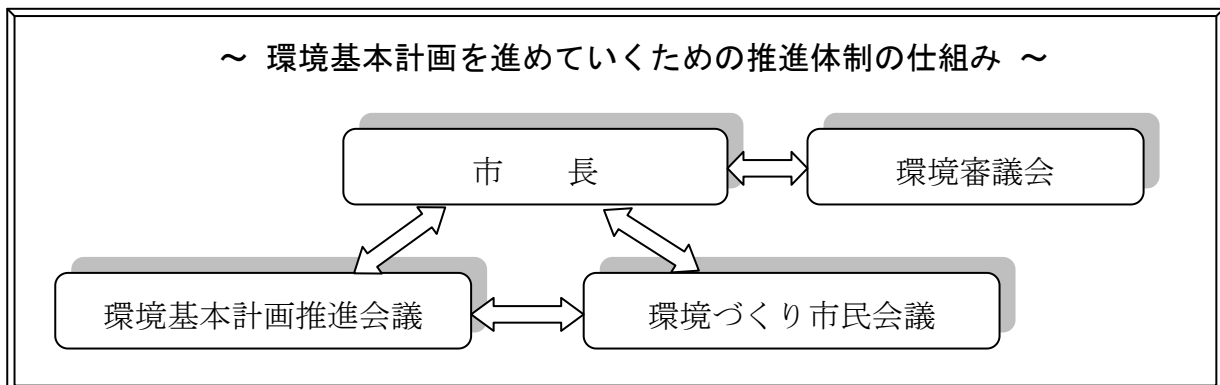 ～ 環境基本計画を進めていくための推進体制の仕組み ～
市　　長
環境審議会
環境基本計画推進会議
環境づくり市民会議